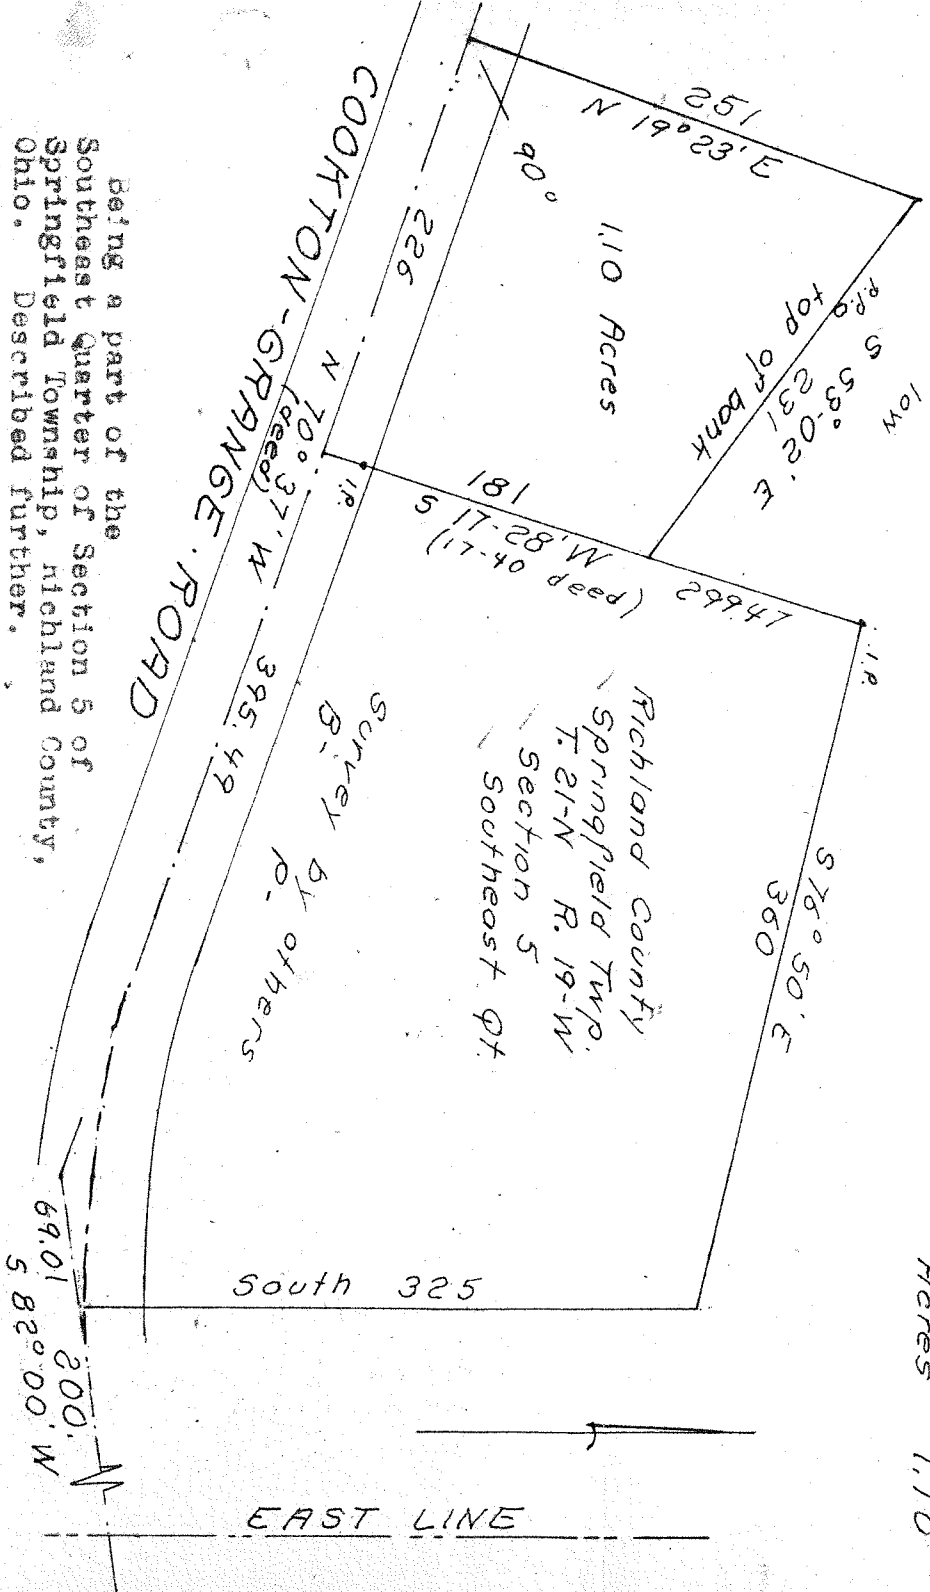 Acres 1.10
251
N 19° 23' E
90°
1.10 Acres
low
P.P.O.
S 53°-02' E
231
top of bank
226
N 70° 37' W 395.49
(deed)
COOKTON-GRANGE ROAD
I.P.
181
S 17-28' W 299.47
(17-40 deed)
I.P.
S 76° 50' E
360
Richland County
Springfield Twp.
T. 21-N R. 19-W
Section 5
Southeast Qt.
Survey by others
B- P-
South 325
69.01 200.
S 82° 00' W
EAST LINE
Being a part of the
Southeast Quarter of Section 5 of
Springfield Township, Richland County,
Ohio. Described further.